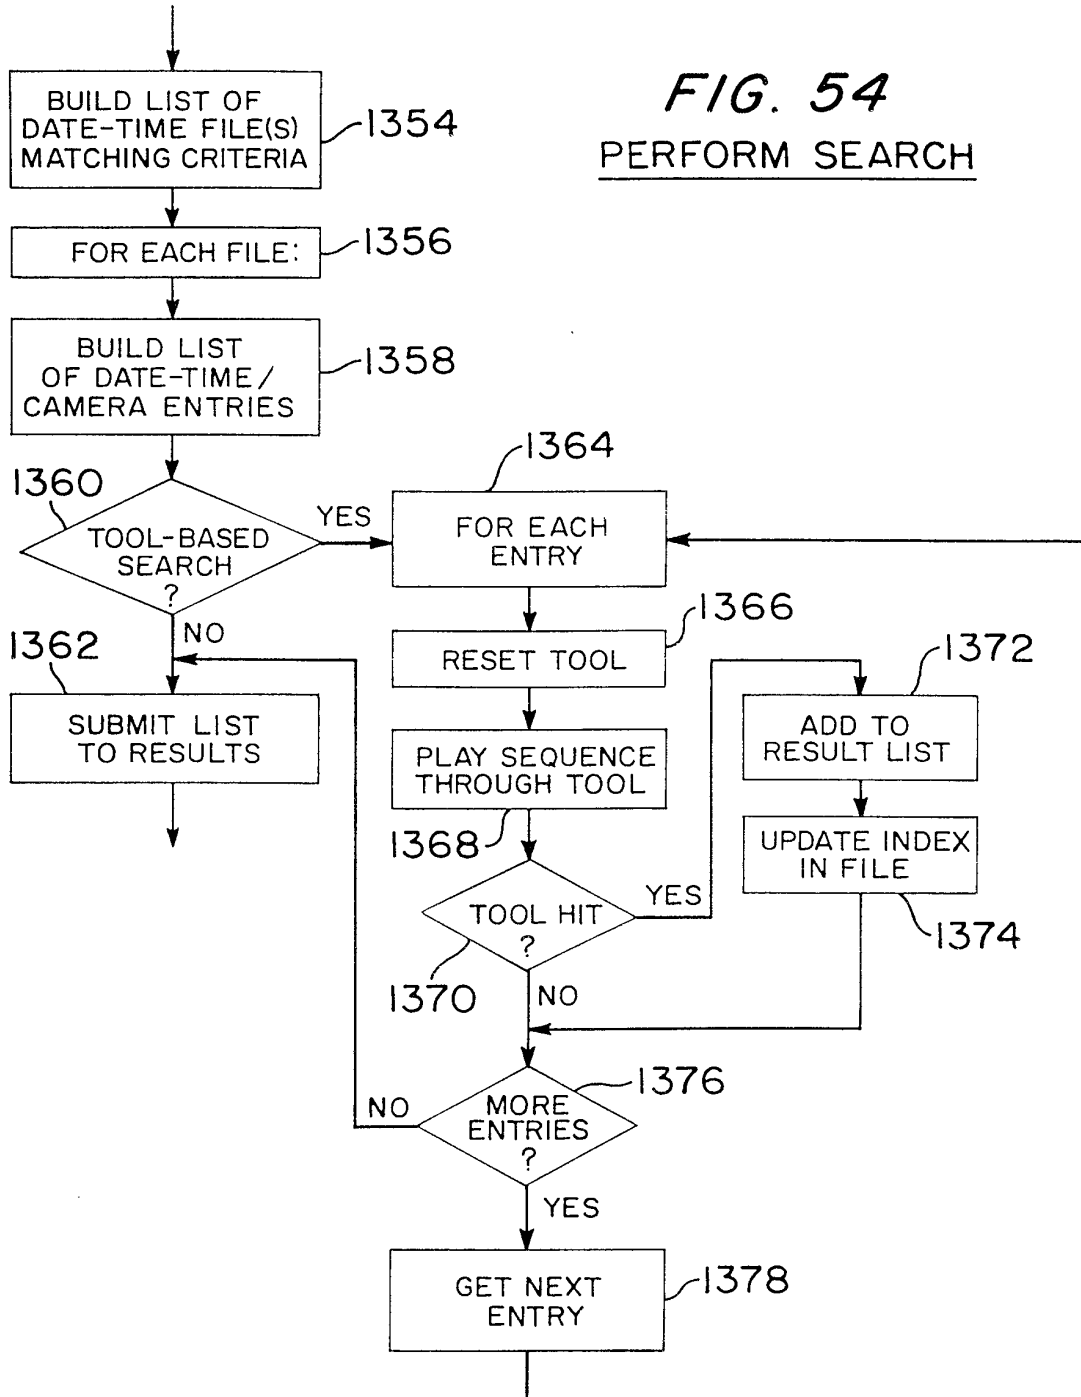 FIG. 54
PERFORM SEARCH
BUILD LIST OF
DATE-TIME FILE(S)
MATCHING CRITERIA
1354
FOR EACH FILE:
1356
BUILD LIST
OF DATE-TIME/
CAMERA ENTRIES
1358
1360
TOOL-BASED
SEARCH
?
YES
NO
1362
SUBMIT LIST
TO RESULTS
1364
FOR EACH
ENTRY
1366
RESET TOOL
PLAY SEQUENCE
THROUGH TOOL
1368
TOOL HIT
?
1370
YES
NO
1372
ADD TO
RESULT LIST
UPDATE INDEX
IN FILE
1374
1376
MORE
ENTRIES
?
NO
YES
GET NEXT
ENTRY
1378